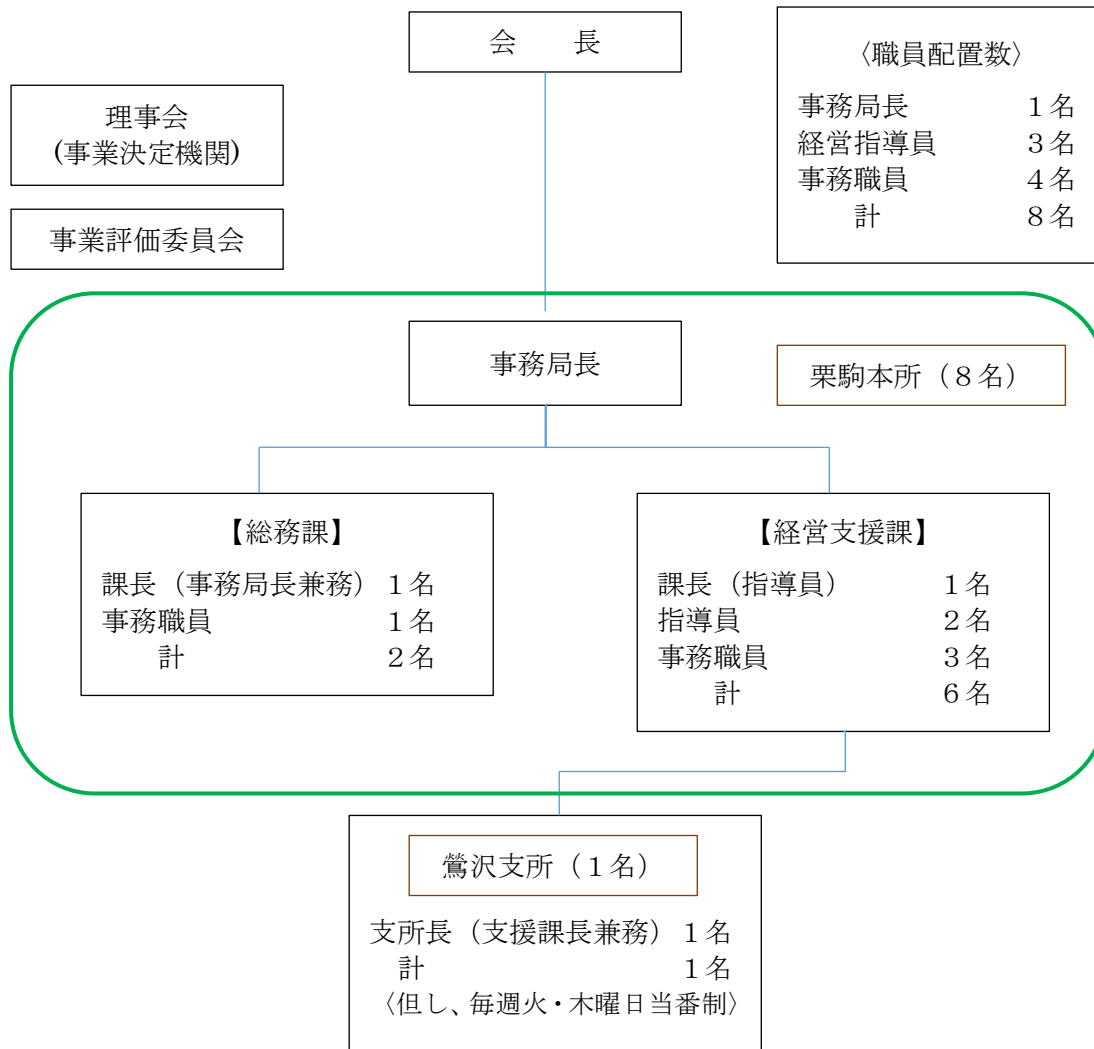 会　　長
〈職員配置数〉
事務局長　１名
経営指導員　３名
事務職員　４名
計　８名
理事会
(事業決定機関)
事業評価委員会
事務局長
栗駒本所（８名）
【総務課】
課長（事務局長兼務）１名
事務職員　１名
計　２名
【経営支援課】
課長（指導員）　１名
指導員　２名
事務職員　３名
計　６名
鶯沢支所（１名）
支所長（支援課長兼務）１名
計　１名
〈但し、毎週火・木曜日当番制〉